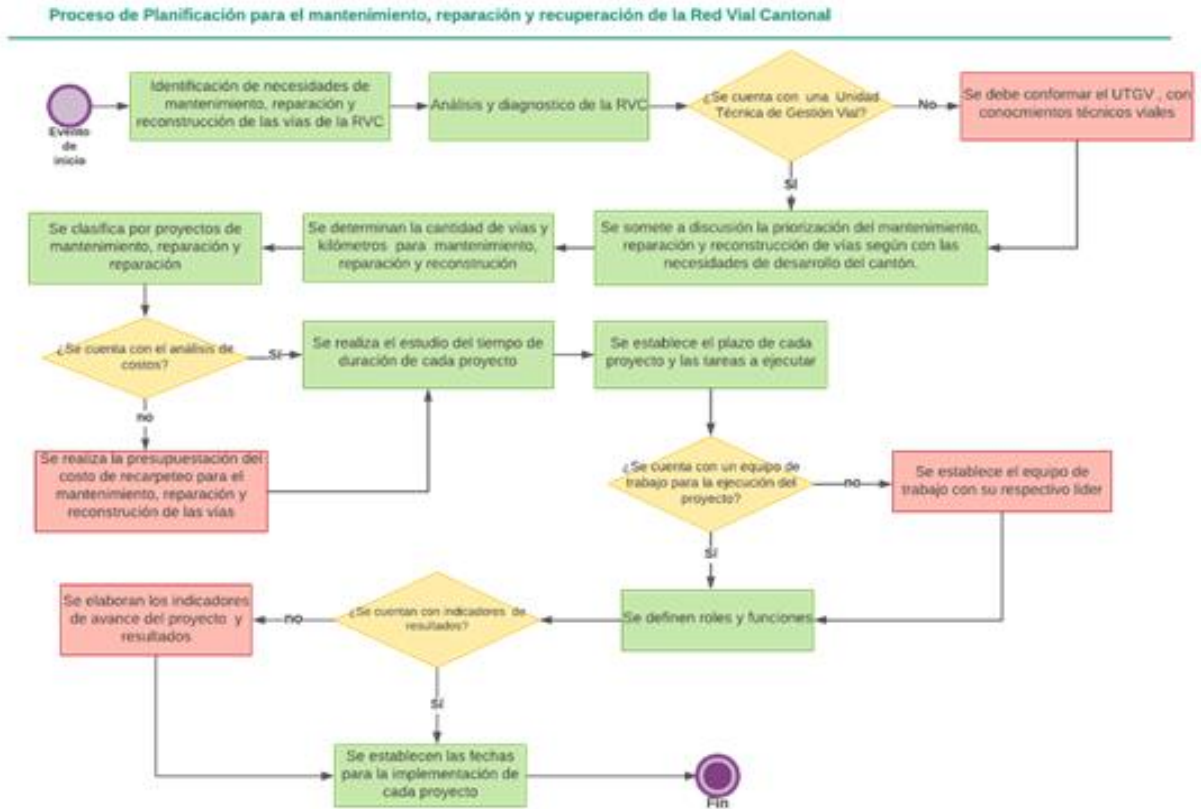 Proceso de Planificación para el mantenimiento, reparación y recuperación de la Red Vial Cantonal
Evento
de
inicio
Identificación de necesidades de
mantenimiento, reparación y
reconstrucción de las vías de la RVC
Análisis y diagnostico de la RVC
¿Se cuenta con una Unidad
Técnica de Gestión Vial?
No
Se debe conformar el UTGV , con
conocmientos técnicos viales
SÍ
Se somete a discusión la priorización del mantenimiento,
reparación y reconstrucción de vías según con las
necesidades de desarrollo del cantón.
Se determinan la cantidad de vías y
kilómetros para mantenimiento,
reparación y reconstrución
Se clasifica por proyectos de
mantenimiento, reparación y
reparación
¿Se cuenta con el análisis de
costos?
Sí
no
Se realiza la presupuestación del
costo de recarpeteo para el
mantenimiento, reparación y
reconstrución de las vías
Se realiza el estudio del tiempo de
duración de cada proyecto
Se establece el plazo de cada
proyecto y las tareas a ejecutar
¿Se cuenta con un equipo de
trabajo para la ejecución del
proyecto?
no
Se establece el equipo de
trabajo con su respectivo líder
Sí
Se definen roles y funciones
¿Se cuentan con indicadores de
resultados?
no
Se elaboran los indicadores
de avance del proyecto y
resultados
Sí
Se establecen las fechas
para la implementación de
cada proyecto
Fin